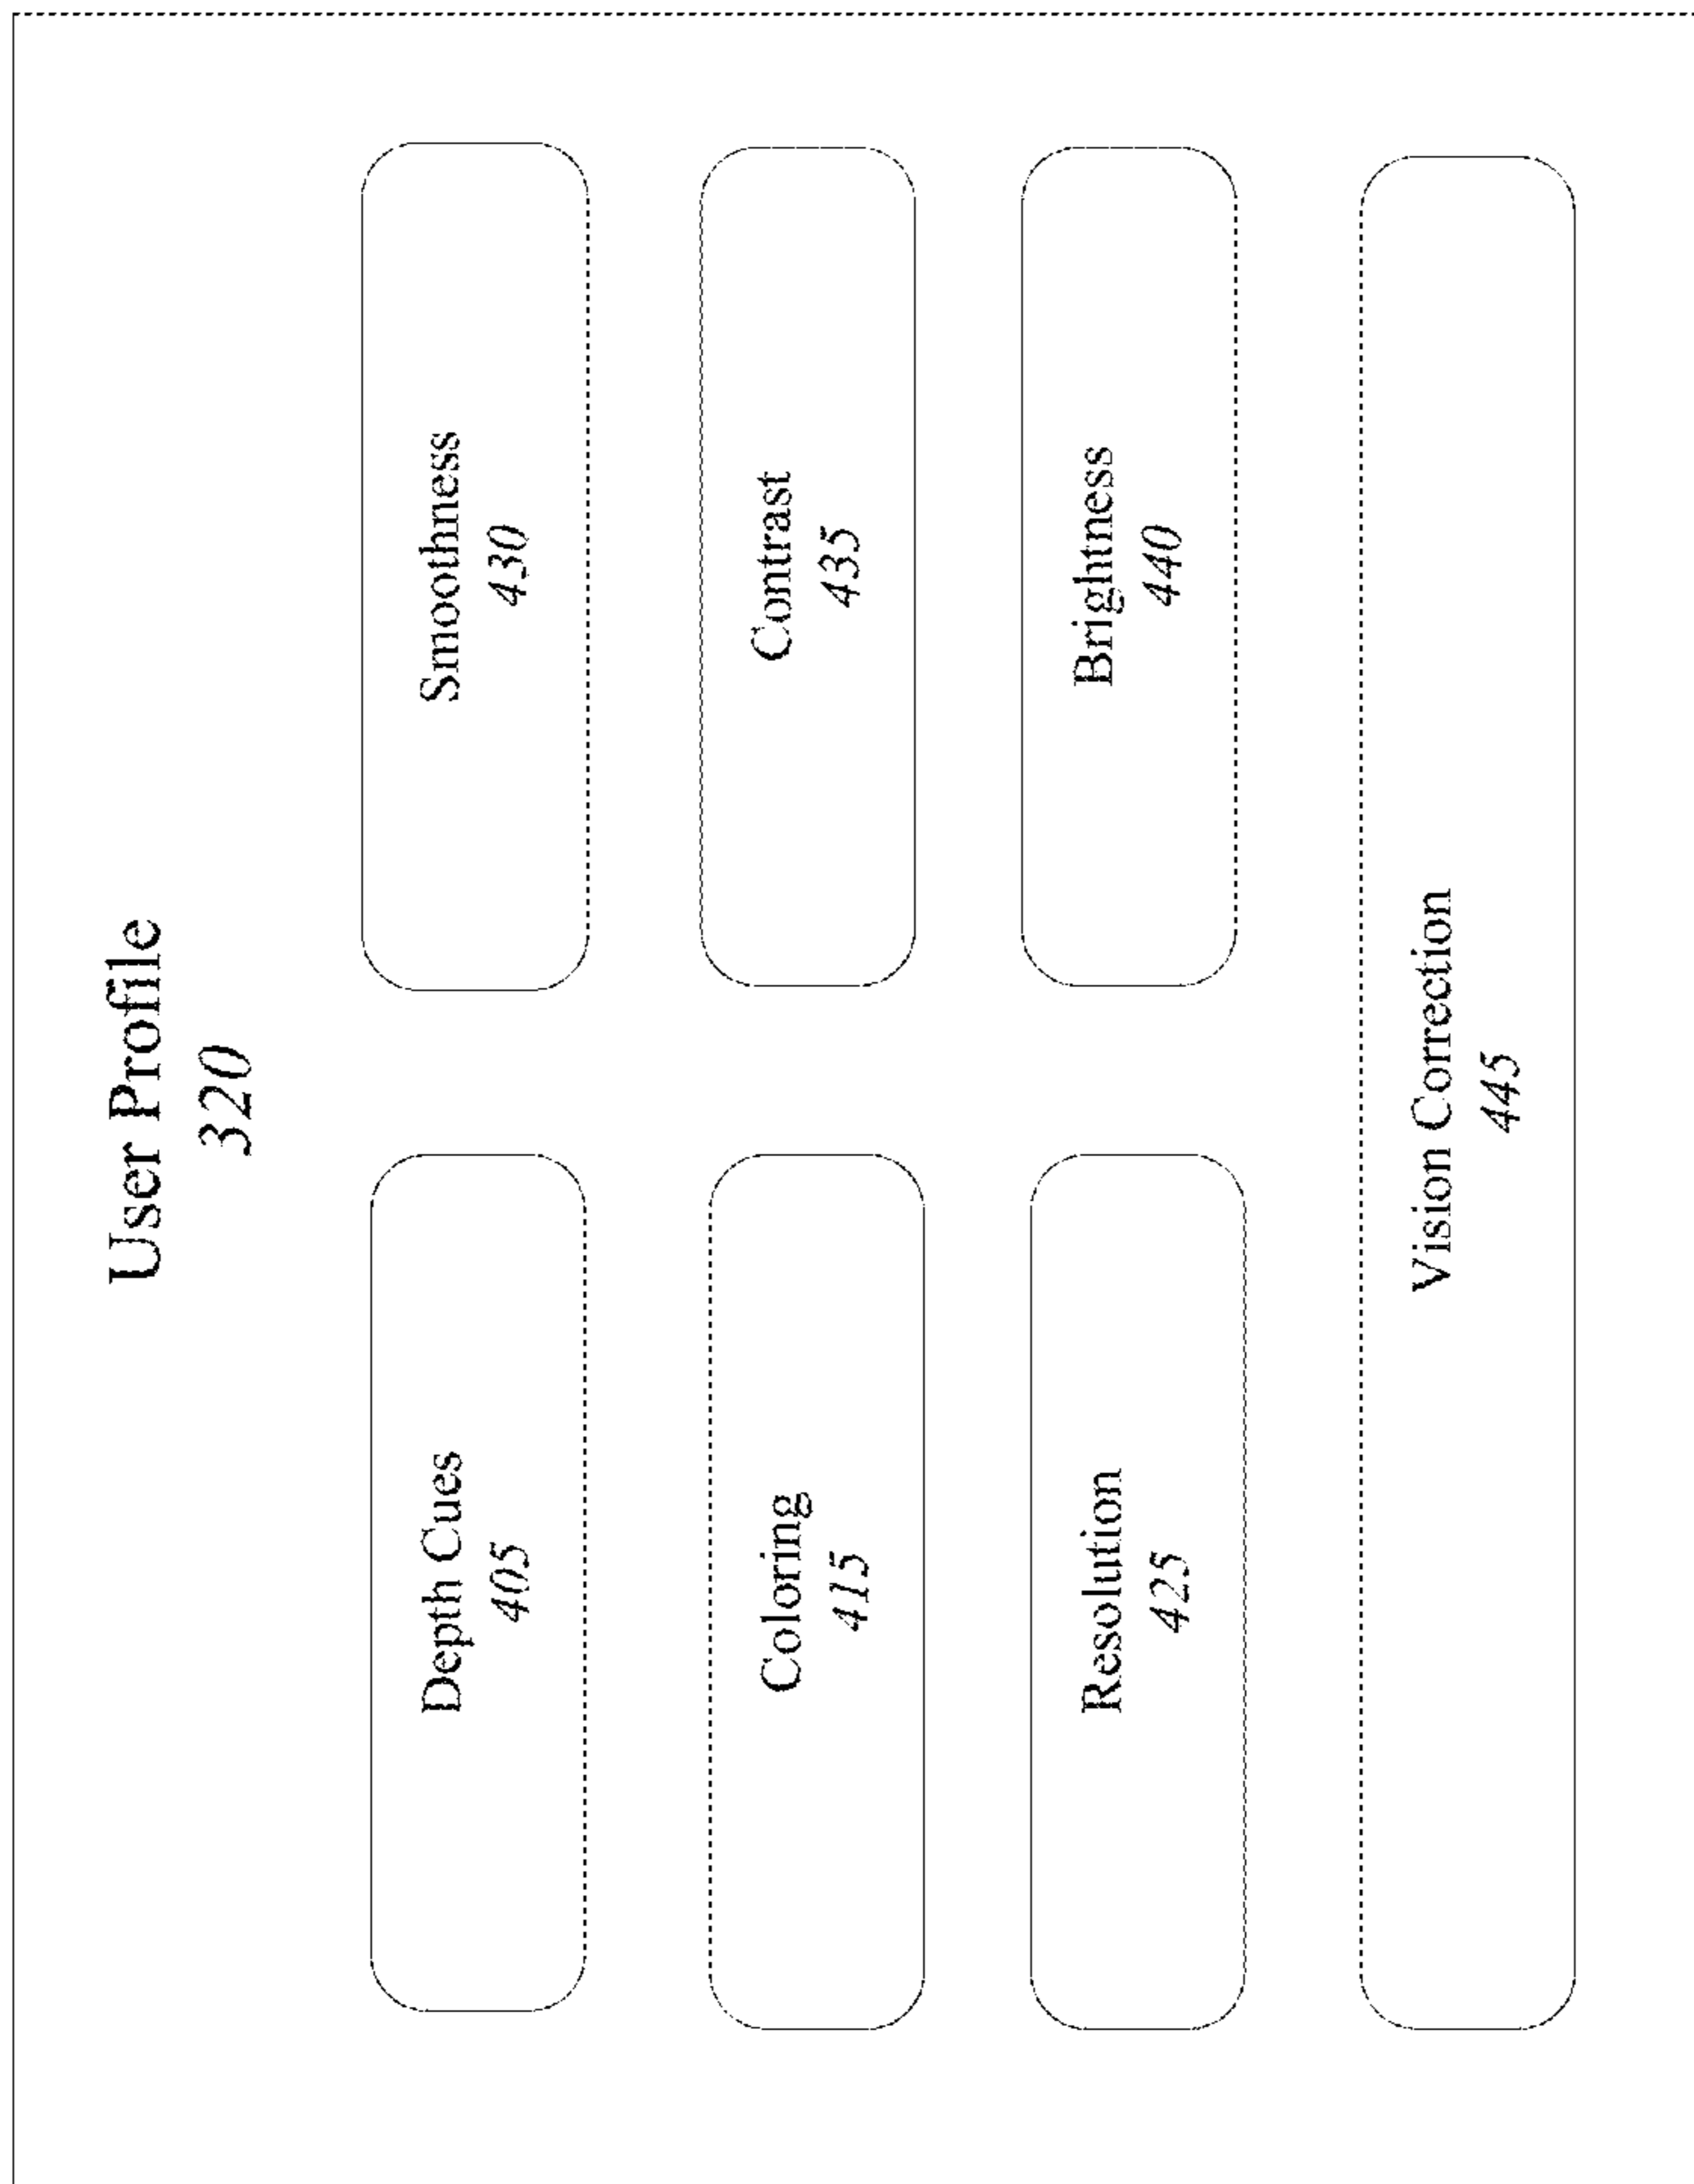 User Profile
320
Depth Cues
405
Smoothness
430
Coloring
415
Contrast
435
Resolution
425
Brightness
440
Vision Correction
445